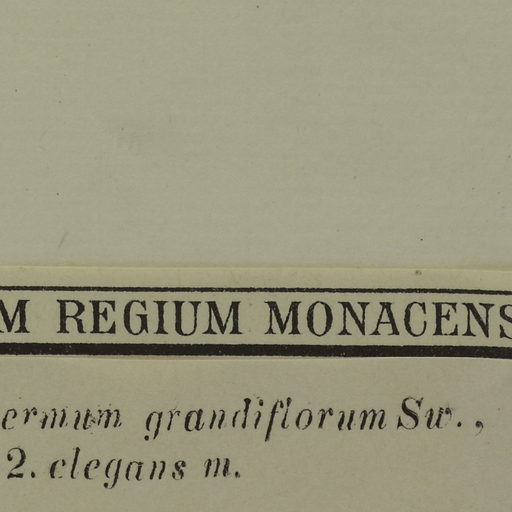 M REGIUM MONACENS
ermum grandiflorum Sw.,
2. elegans m.